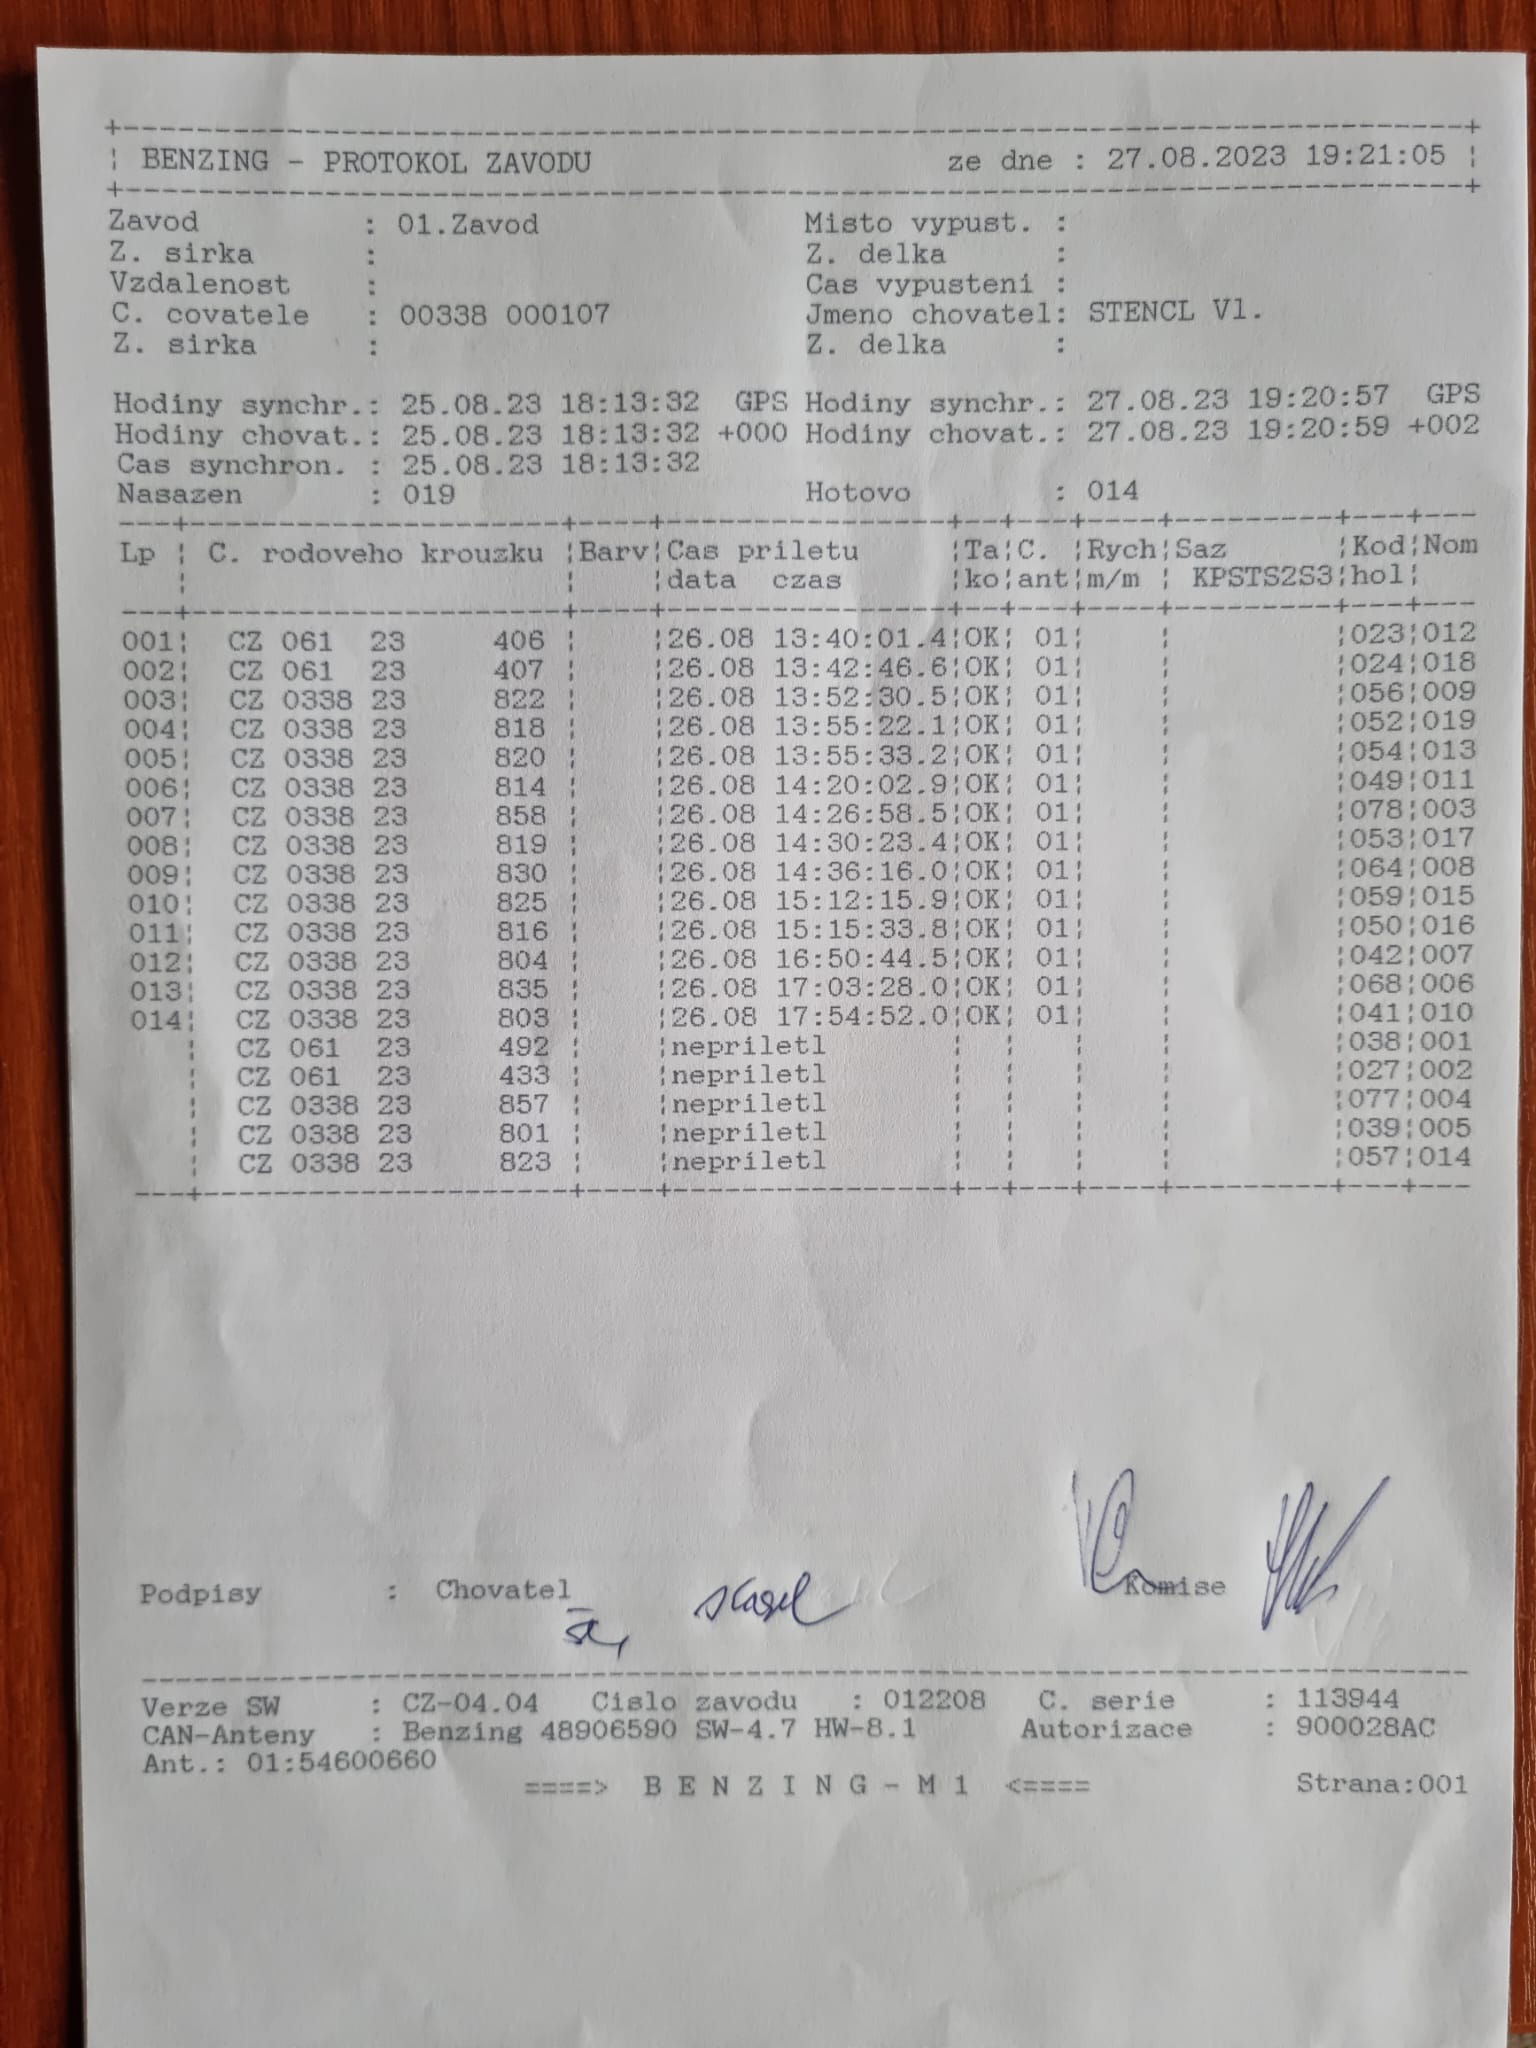 BENZING - PROTOKOL ZAVODU ze dne : 27.08.2023 19:21:05
Zavod : 01.Zavod Misto vypust. :
Z. sirka : Z. delka :
Vzdalenost : Cas vypusteni :
C. covatele : 00338 000107 Jmeno chovatel: STENCL Vl.
Z. sirka : Z. delka :
Hodiny synchr.: 25.08.23 18:13:32 GPS Hodiny synchr.: 27.08.23 19:20:57 GPS
Hodiny chovat.: 25.08.23 18:13:32 +000 Hodiny chovat.: 27.08.23 19:20:59 +002
Cas synchron. : 25.08.23 18:13:32
Nasazen : 019 Hotovo : 014
Lp ¦ C. rodoveho krouzku ¦Barv¦Cas priletu ¦Ta¦C. ¦Rych¦Saz ¦Kod¦Nom
¦ ¦data czas ¦ko¦ant¦m/m ¦ KPSTS2S3¦hol¦
001¦ CZ 061 23 406 ¦ ¦26.08 13:40:01.4¦OK¦ 01¦ ¦ ¦023¦012
002¦ CZ 061 23 407 ¦ ¦26.08 13:42:46.6¦OK¦ 01¦ ¦ ¦024¦018
003¦ CZ 0338 23 822 ¦ ¦26.08 13:52:30.5¦OK¦ 01¦ ¦ ¦056¦009
004¦ CZ 0338 23 818 ¦ ¦26.08 13:55:22.1¦OK¦ 01¦ ¦ ¦052¦019
005¦ CZ 0338 23 820 ¦ ¦26.08 13:55:33.2¦OK¦ 01¦ ¦ ¦054¦013
006¦ CZ 0338 23 814 ¦ ¦26.08 14:20:02.9¦OK¦ 01¦ ¦ ¦049¦011
007¦ CZ 0338 23 858 ¦ ¦26.08 14:26:58.5¦OK¦ 01¦ ¦ ¦078¦003
008¦ CZ 0338 23 819 ¦ ¦26.08 14:30:23.4¦OK¦ 01¦ ¦ ¦053¦017
009¦ CZ 0338 23 830 ¦ ¦26.08 14:36:16.0¦OK¦ 01¦ ¦ ¦064¦008
010¦ CZ 0338 23 825 ¦ ¦26.08 15:12:15.9¦OK¦ 01¦ ¦ ¦059¦015
011¦ CZ 0338 23 816 ¦ ¦26.08 15:15:33.8¦OK¦ 01¦ ¦ ¦050¦016
012¦ CZ 0338 23 804 ¦ ¦26.08 16:50:44.5¦OK¦ 01¦ ¦ ¦042¦007
013¦ CZ 0338 23 835 ¦ ¦26.08 17:03:28.0¦OK¦ 01¦ ¦ ¦068¦006
014¦ CZ 0338 23 803 ¦ ¦26.08 17:54:52.0¦OK¦ 01¦ ¦ ¦041¦010
¦ CZ 061 23 492 ¦ ¦nepriletl ¦ ¦ ¦ ¦ ¦038¦001
¦ CZ 061 23 433 ¦ ¦nepriletl ¦ ¦ ¦ ¦ ¦027¦002
¦ CZ 0338 23 857 ¦ ¦nepriletl ¦ ¦ ¦ ¦ ¦077¦004
¦ CZ 0338 23 801 ¦ ¦nepriletl ¦ ¦ ¦ ¦ ¦039¦005
¦ CZ 0338 23 823 ¦ ¦nepriletl ¦ ¦ ¦ ¦ ¦057¦014
Podpisy : Chovatel Komise
Verze SW : CZ-04.04 Cislo zavodu : 012208 C. serie : 113944
CAN-Anteny : Benzing 48906590 SW-4.7 HW-8.1 Autorizace : 900028AC
Ant.: 01:54600660
====> B E N Z I N G - M 1 <==== Strana:001